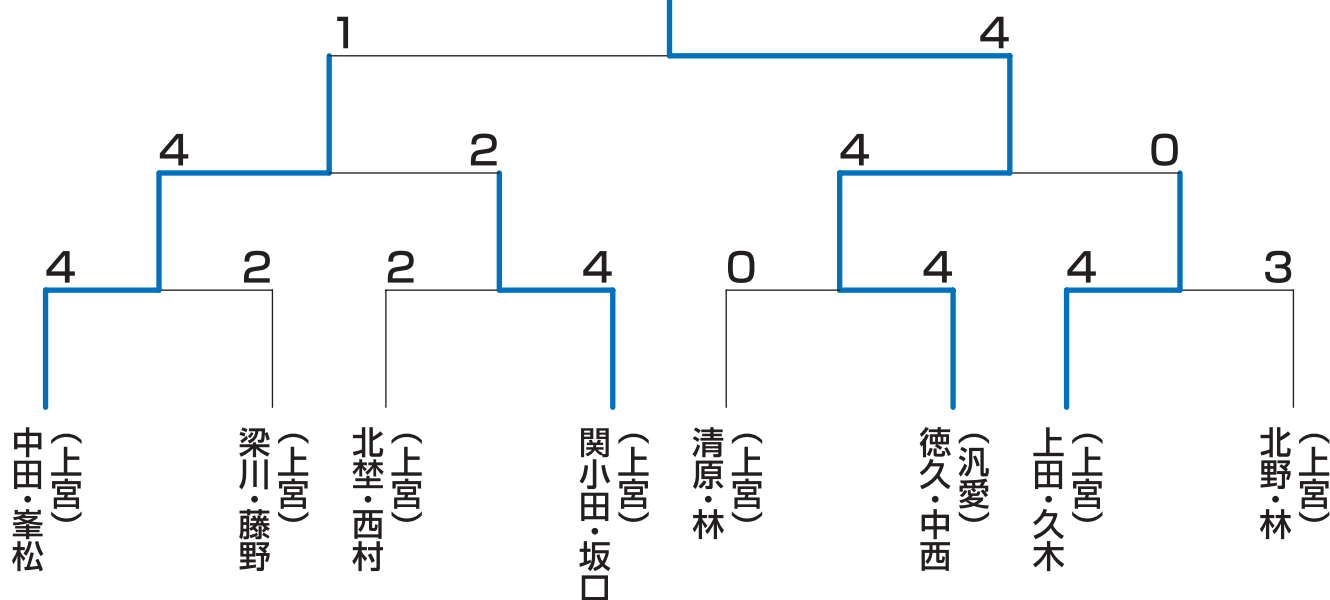 1
4
4
2
4
0
4
2
2
4
0
4
4
3
中田・峯松
(上宮)
梁川・藤野
(上宮)
北埜・西村
(上宮)
関小田・坂口
(上宮)
清原・林
(上宮)
徳久・中西
(汎愛)
上田・久木
(上宮)
北野・林
(上宮)